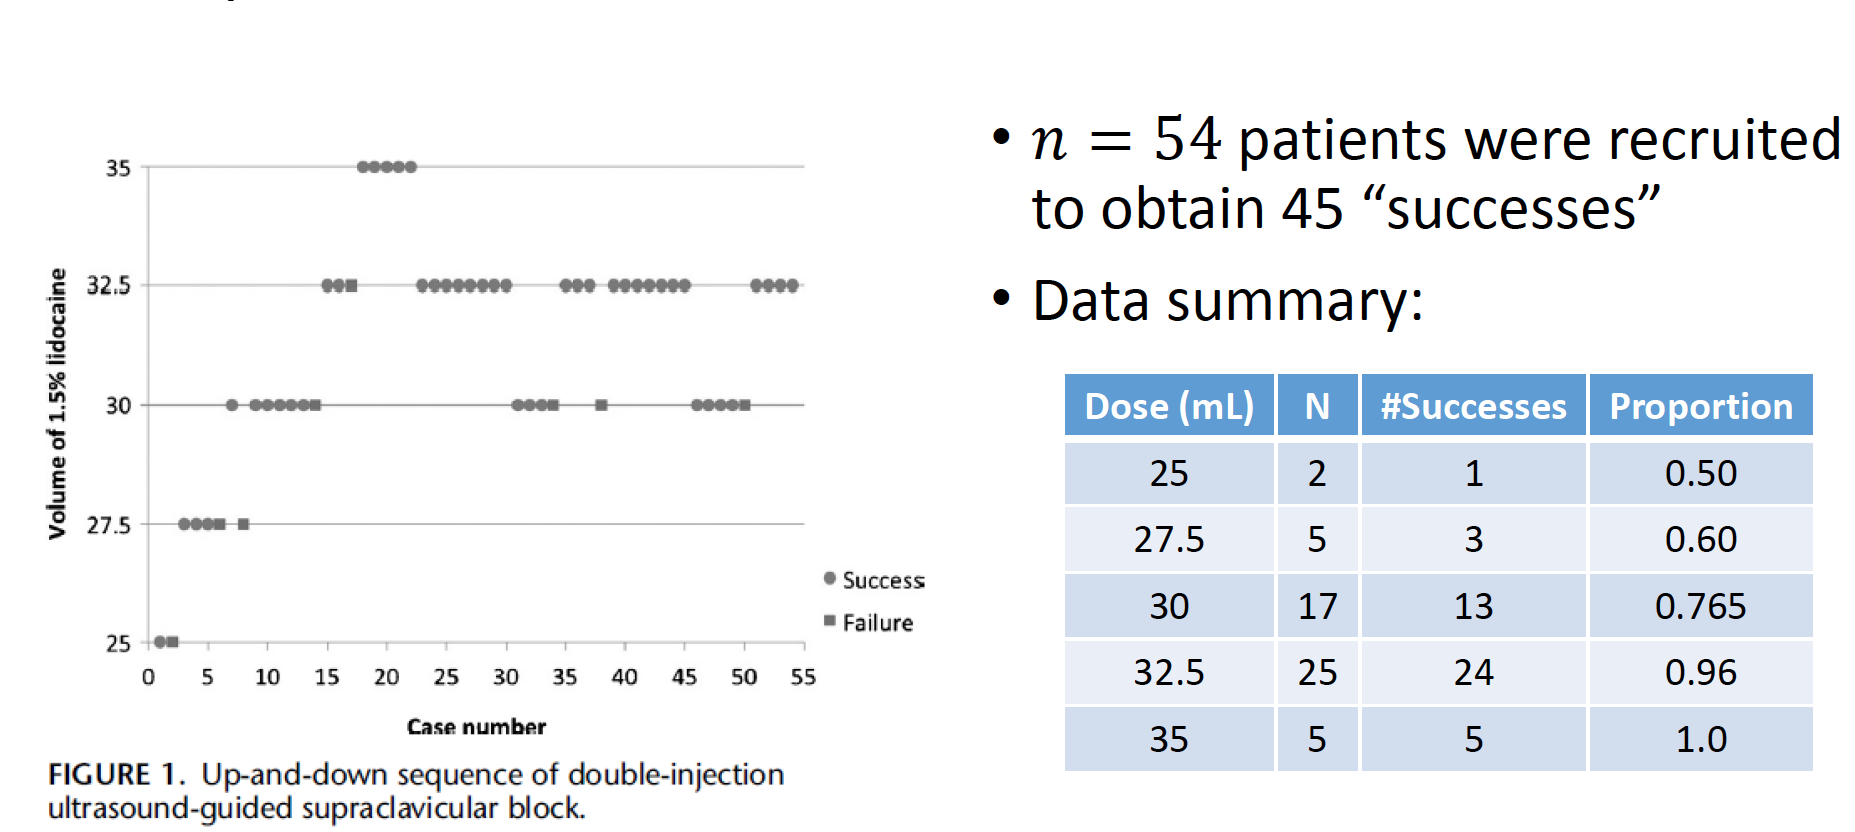 35
32.5
30
27.5
25
0 5 10 15 20 25 30 35 40 45 50 55
Volume of 1.5% lidocaine
Case number
Success
Failure
FIGURE 1. Up-and-down sequence of double-injection
ultrasound-guided supraclavicular block.
• n = 54 patients were recruited
to obtain 45 “successes”
• Data summary:
Dose (mL) N #Successes Proportion
25 2 1 0.50
27.5 5 3 0.60
30 17 13 0.765
32.5 25 24 0.96
35 5 5 1.0